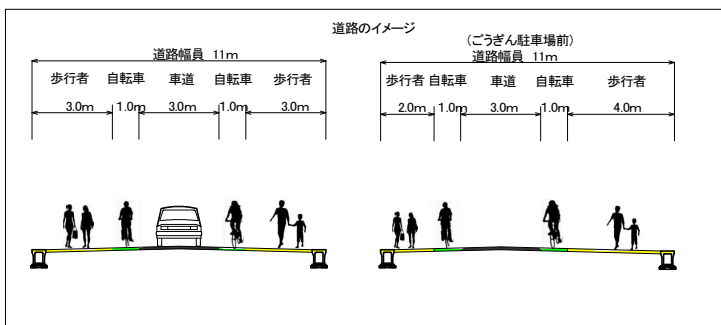 道路のイメージ
道路幅員 11m
歩行者 自転車 車道 自転車 歩行者
3.0m 1.0m 3.0m 1.0m 3.0m
(ごうぎん駐車場前)
道路幅員 11m
歩行者 自転車 車道 自転車 歩行者
2.0m 1.0m 3.0m 1.0m 4.0m